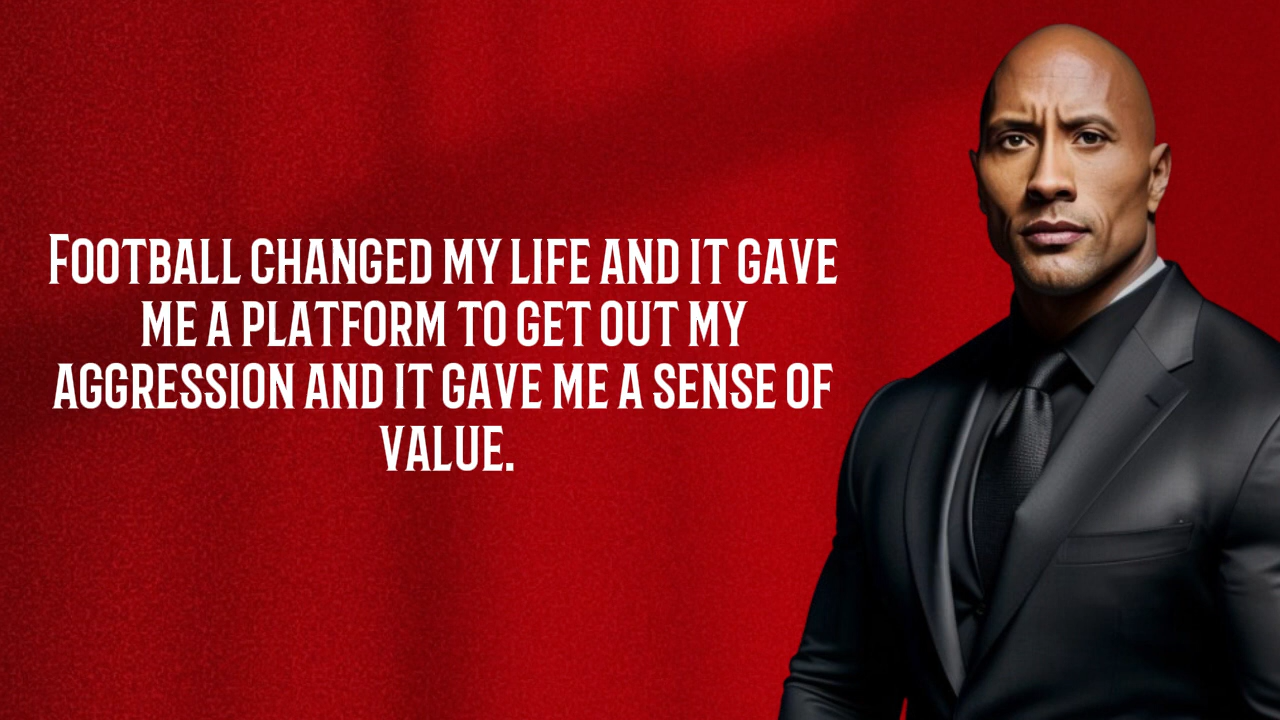 Football changed my life and it gave
me a platform to get out my
aggression and it gave me a sense of
value.